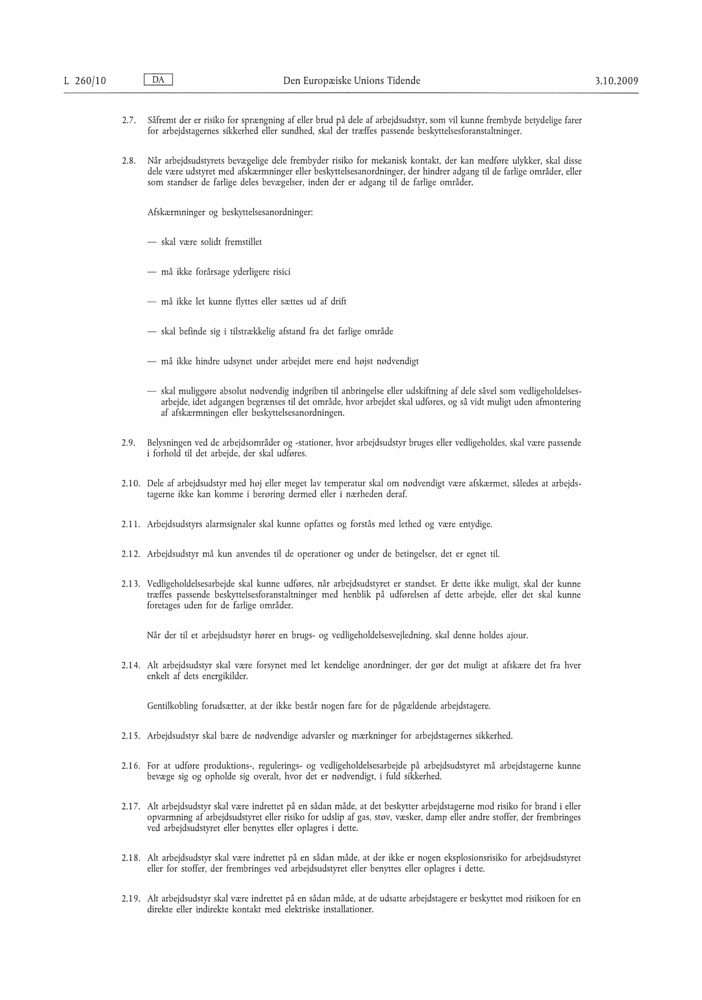 L 260/10 DA Den Europæiske Unions Tidende 3.10.2009
2.7. Såfremt der er risiko for sprængning af eller brud på dele af arbejdsudstyr, som vil kunne frembyde betydelige farer
for arbejdstagernes sikkerhed eller sundhed, skal der træffes passende beskyttelsesforanstaltninger.
2.8. Når arbejdsudstyrets bevægelige dele frembyder risiko for mekanisk kontakt, der kan medføre ulykker, skal disse
dele være udstyret med afskærmninger eller beskyttelsesanordninger, der hindrer adgang til de farlige områder, eller
som standser de farlige deles bevægelser, inden der er adgang til de farlige områder.
Afskærmninger og beskyttelsesanordninger:
— skal være solidt fremstillet
— må ikke forårsage yderligere risici
— må ikke let kunne flyttes eller sættes ud af drift
— skal befinde sig i tilstrækkelig afstand fra det farlige område
— må ikke hindre udsynet under arbejdet mere end højst nødvendigt
— skal muliggøre absolut nødvendig indgriben til anbringelse eller udskiftning af dele såvel som vedligeholdelses-
arbejde, idet adgangen begrænses til det område, hvor arbejdet skal udføres, og så vidt muligt uden afmontering
af afskærmningen eller beskyttelsesanordningen.
2.9. Belysningen ved de arbejdsområder og -stationer, hvor arbejdsudstyr bruges eller vedligeholdes, skal være passende
i forhold til det arbejde, der skal udføres.
2.10. Dele af arbejdsudstyr med høj eller meget lav temperatur skal om nødvendigt være afskærmet, således at arbejds-
tagerne ikke kan komme i berøring dermed eller i nærheden deraf.
2.11. Arbejdsudstyrs alarmsignaler skal kunne opfattes og forstås med lethed og være entydige.
2.12. Arbejdsudstyr må kun anvendes til de operationer og under de betingelser, det er egnet til.
2.13. Vedligeholdelsesarbejde skal kunne udføres, når arbejdsudstyret er standset. Er dette ikke muligt, skal der kunne
træffes passende beskyttelsesforanstaltninger med henblik på udførelsen af dette arbejde, eller det skal kunne
foretages uden for de farlige områder.
Når der til et arbejdsudstyr hører en brugs- og vedligeholdelsesvejledning, skal denne holdes ajour.
2.14. Alt arbejdsudstyr skal være forsynet med let kendelige anordninger, der gør det muligt at afskære det fra hver
enkelt af dets energikilder.
Gentilkobling forudsætter, at der ikke består nogen fare for de pågældende arbejdstagere.
2.15. Arbejdsudstyr skal bære de nødvendige advarsler og mærkninger for arbejdstagernes sikkerhed.
2.16. For at udføre produktions-, regulerings- og vedligeholdelsesarbejde på arbejdsudstyret må arbejdstagerne kunne
bevæge sig og opholde sig overalt, hvor det er nødvendigt, i fuld sikkerhed.
2.17. Alt arbejdsudstyr skal være indrettet på en sådan måde, at det beskytter arbejdstagerne mod risiko for brand i eller
opvarmning af arbejdsudstyret eller risiko for udslip af gas, støv, væsker, damp eller andre stoffer, der frembringes
ved arbejdsudstyret eller benyttes eller oplagres i dette.
2.18. Alt arbejdsudstyr skal være indrettet på en sådan måde, at der ikke er nogen eksplosionsrisiko for arbejdsudstyret
eller for stoffer, der frembringes ved arbejdsudstyret eller benyttes eller oplagres i dette.
2.19. Alt arbejdsudstyr skal være indrettet på en sådan måde, at de udsatte arbejdstagere er beskyttet mod risikoen for en
direkte eller indirekte kontakt med elektriske installationer.